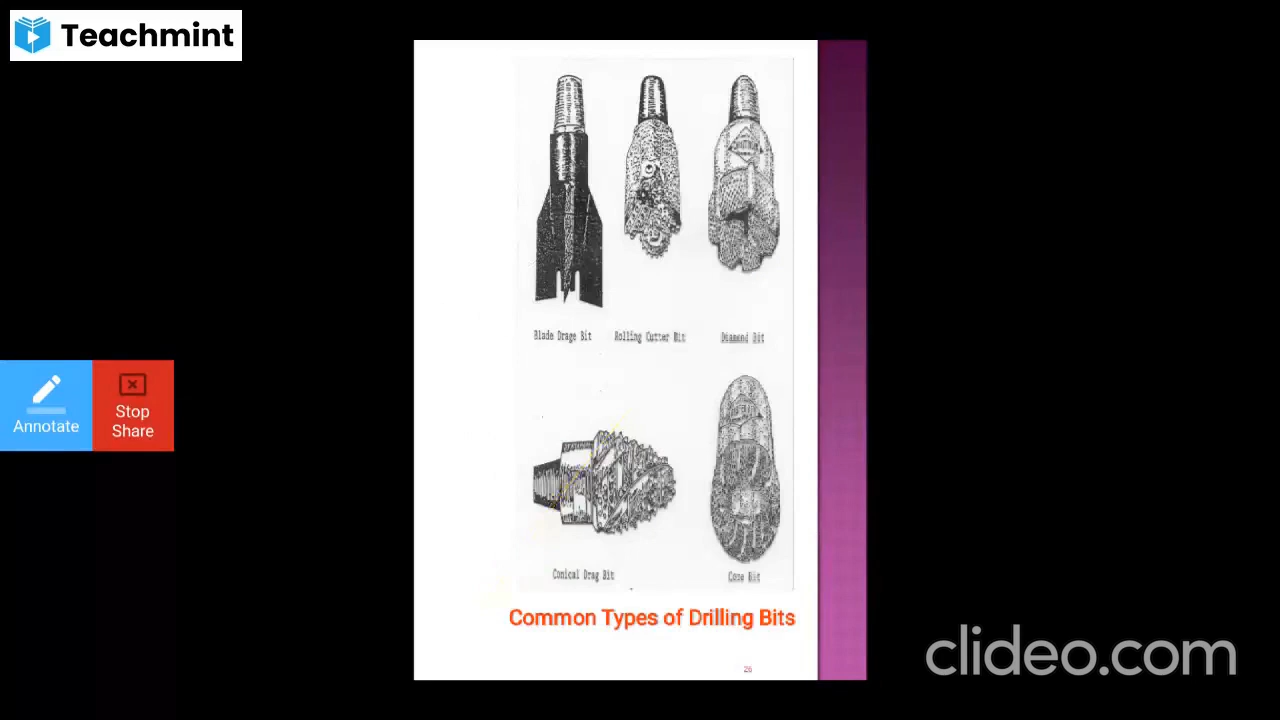 Teachmint
Blade Drage Bit
Rolling Cutter Bit
Diamond Bit
Annotate
Stop
Share
Conical Drag Bit
Core Bit
Common Types of Drilling Bits
clideo.com
26